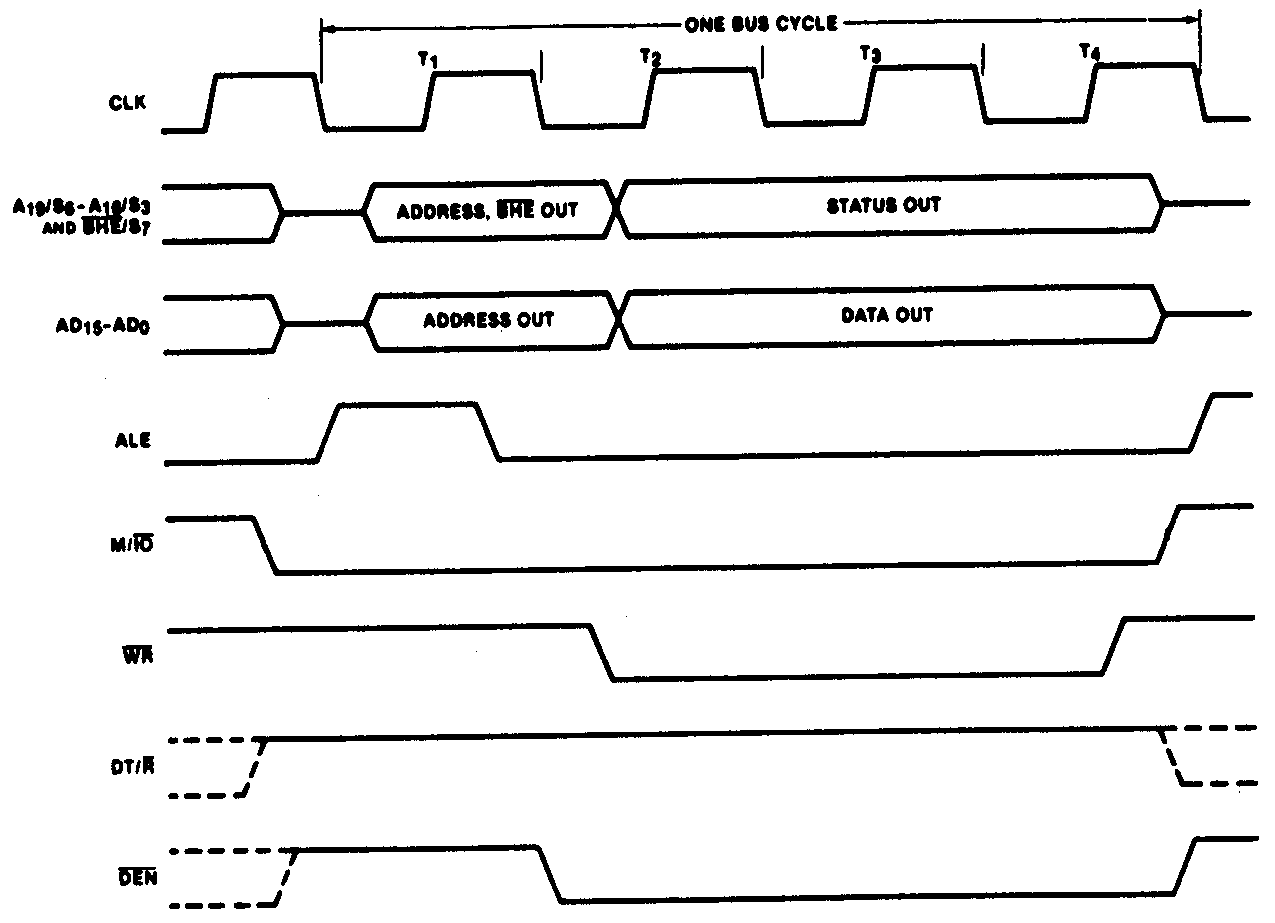 ONE BUS CYCLE
T1 T2 T3 T4
CLK
A19/S6-A16/S3
AND BHE/S7
ADDRESS, BHE OUT
STATUS OUT
AD15-AD0
ADDRESS OUT
DATA OUT
ALE
M/IO
WR
DT/R
DEN